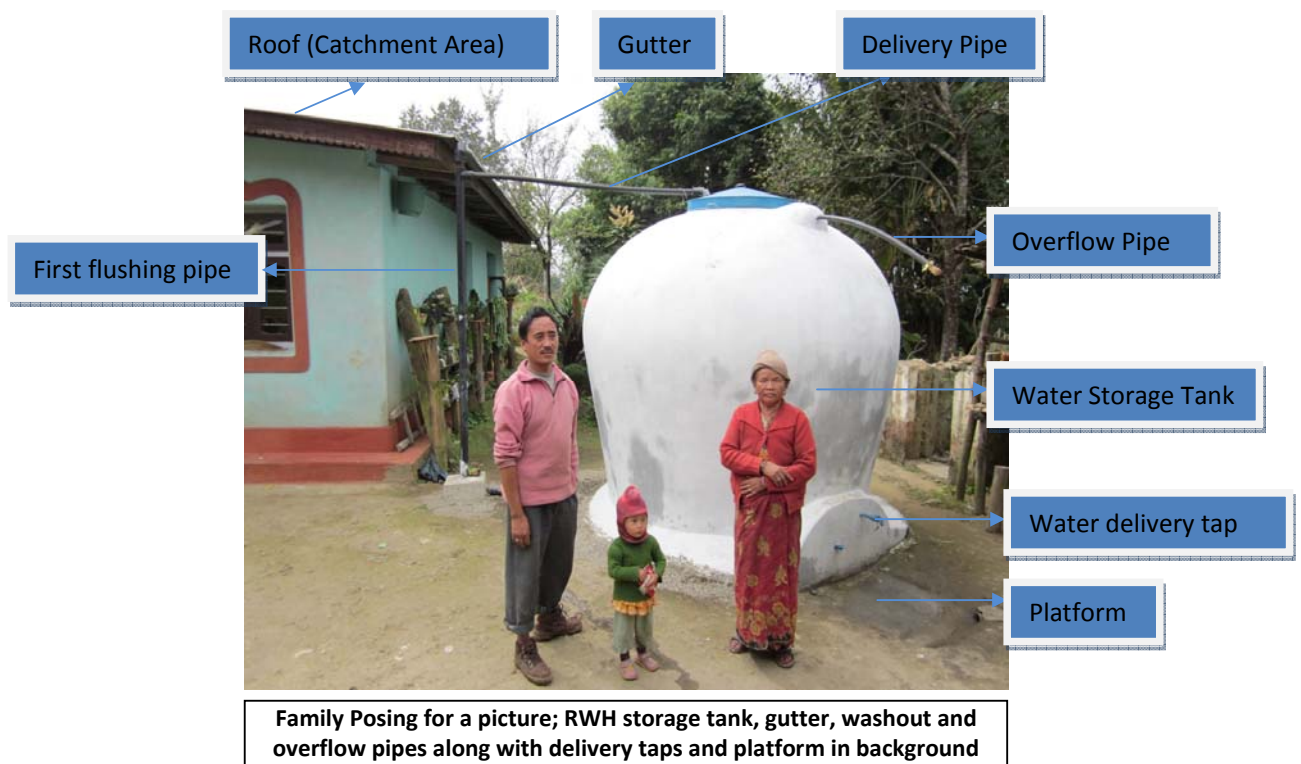 Roof (Catchment Area)
Gutter
Delivery Pipe
First flushing pipe
Overflow Pipe
Water Storage Tank
Water delivery tap
Platform
Family Posing for a picture; RWH storage tank, gutter, washout and
overflow pipes along with delivery taps and platform in background